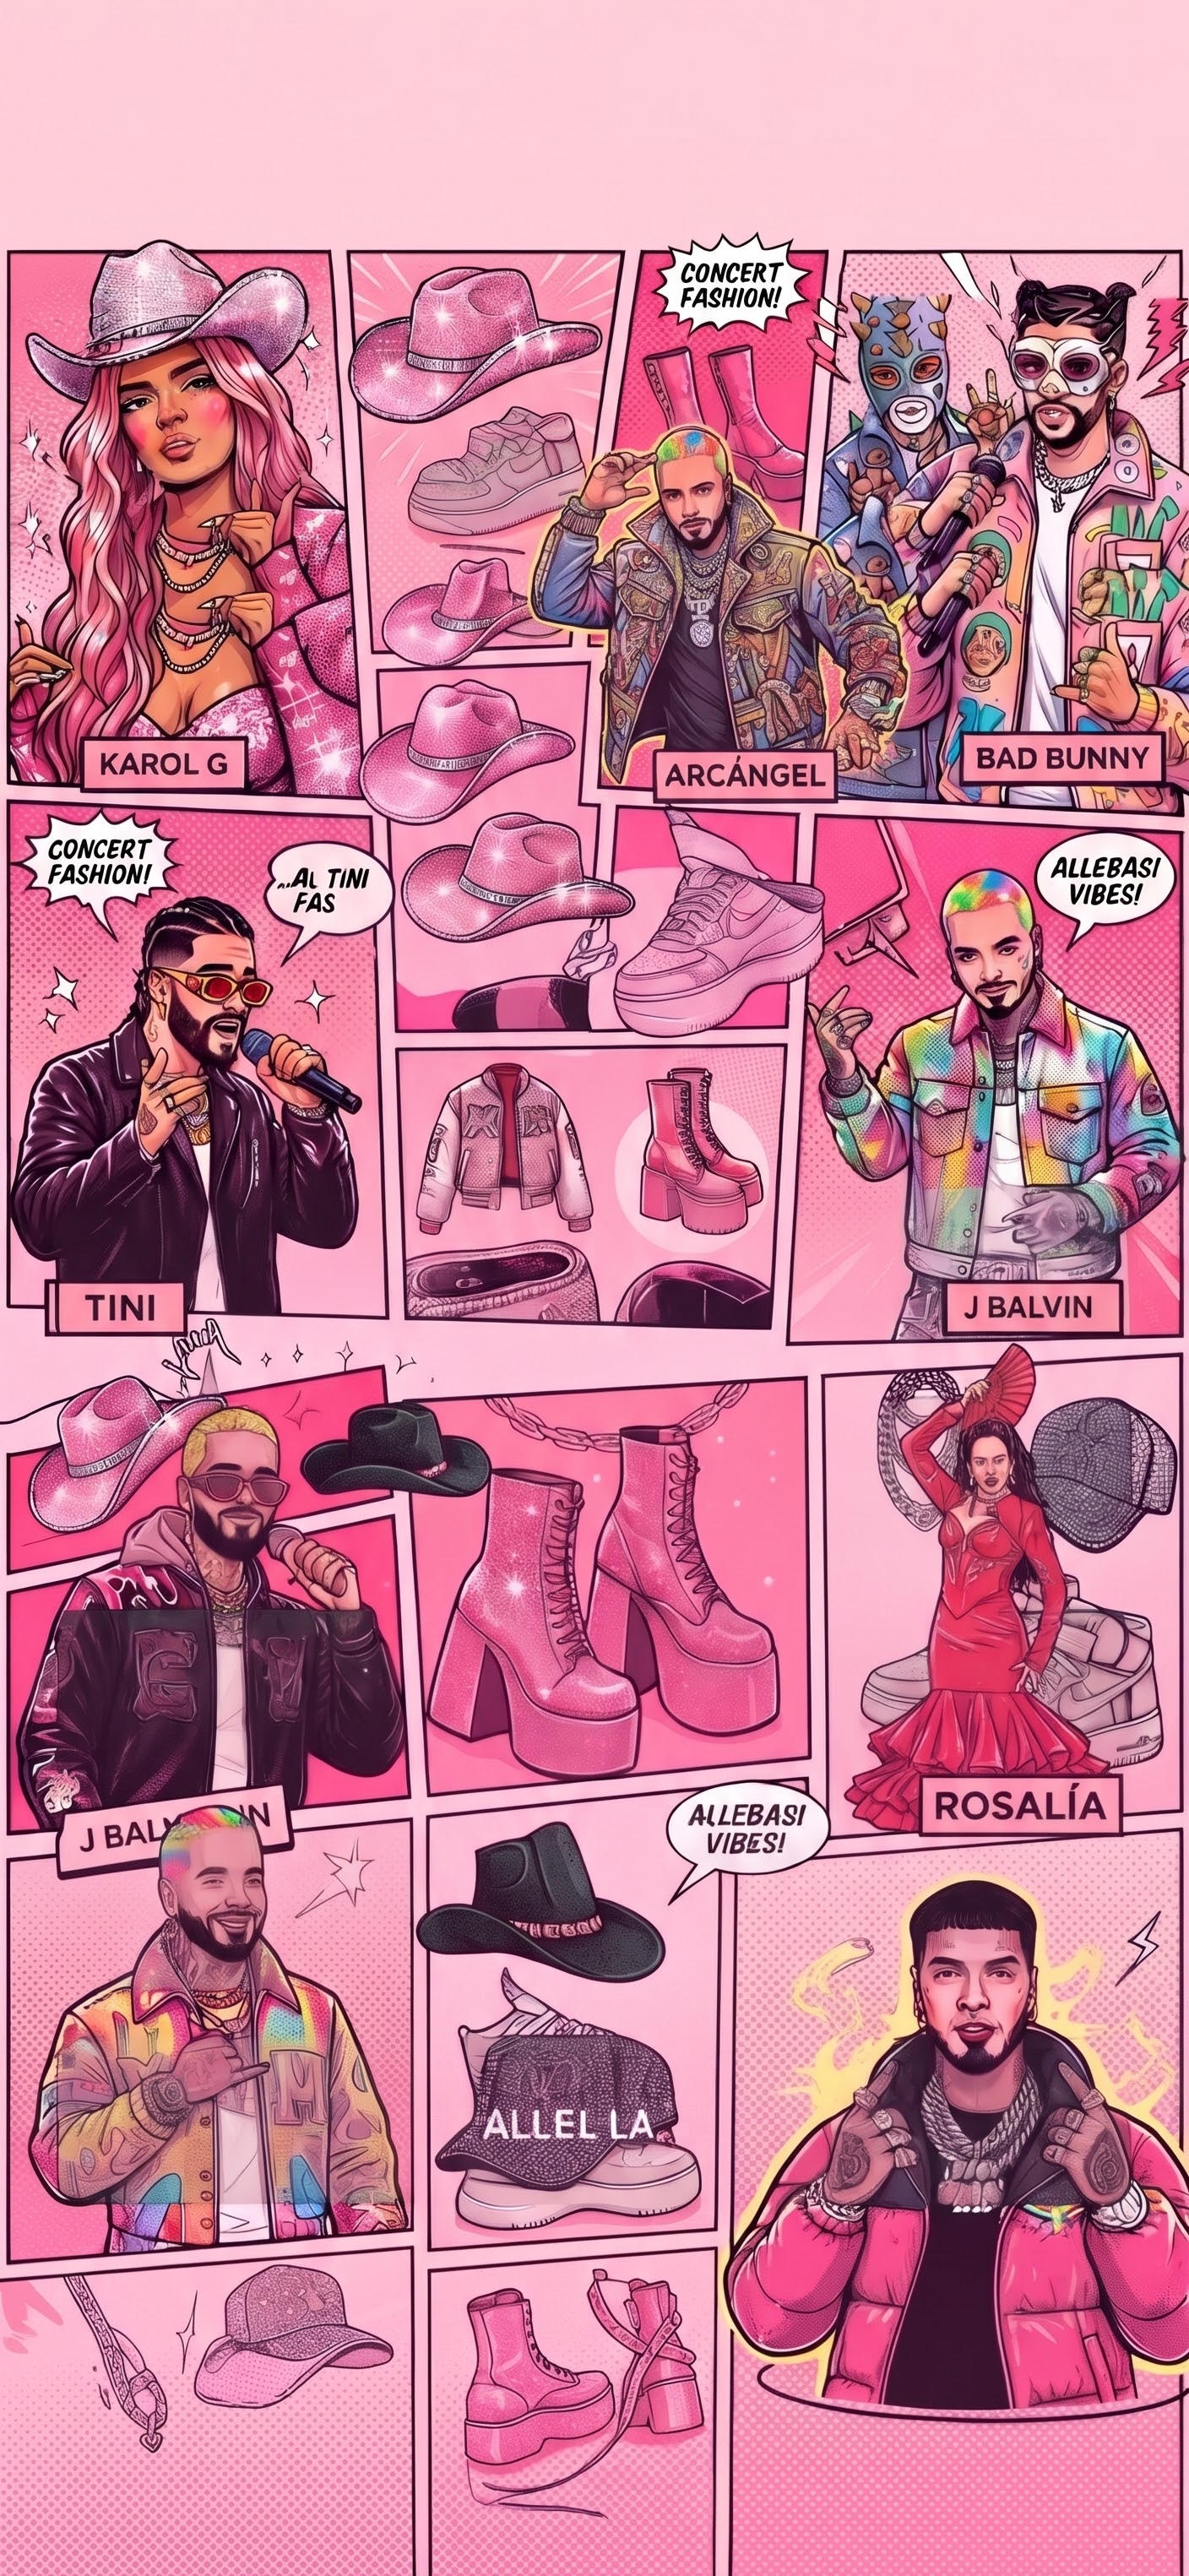 CONCERT
FASHION!
KAROL G
ARCÁNGEL
BAD BUNNY
CONCERT
FASHION!
TINI
FAS
ALLEBASI
VIBES!
TINI
J BALVIN
ROSALÍA
J BAL
ALLEBASI
VIBES!
ALLEL LA